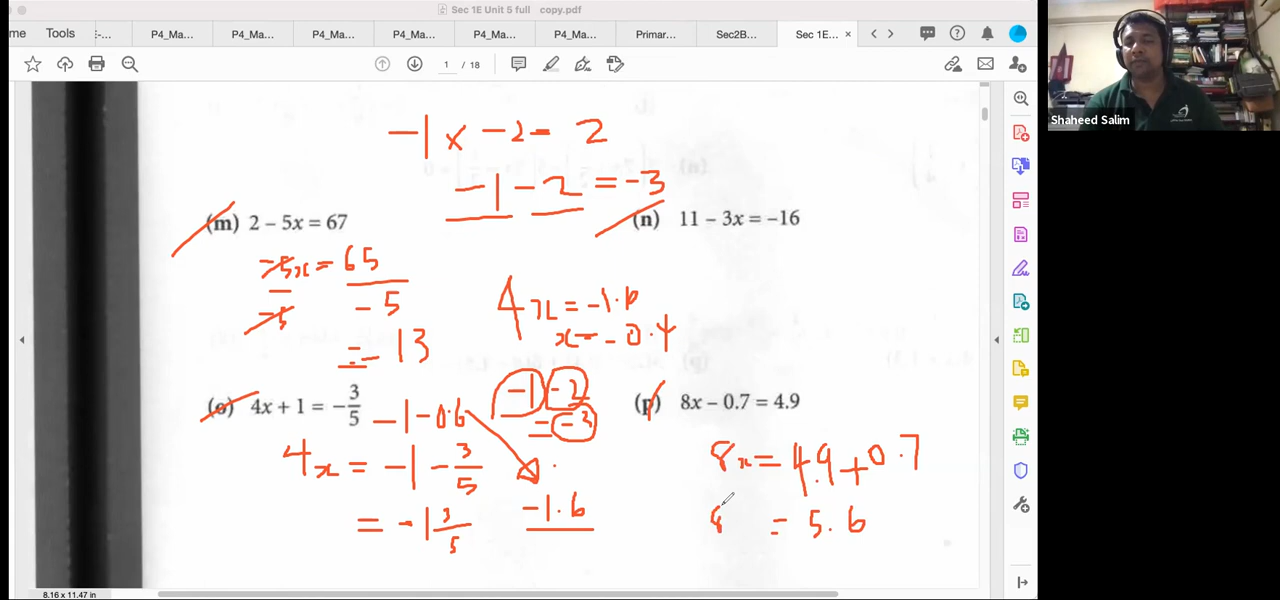 Sec 1E Unit 5 full copy.pdf
me Tools E-... P4_Ma... P4_Ma... P4_Ma... P4_Ma... P4_Ma... P4_Ma... Primar... Sec2B... Sec 1E... ×
1 / 18
Shaheed Salim
-1 × -2 = 2
-1 - 2 = -3
(m) 2 – 5x = 67
(n) 11 – 3x = –16
-5x = 65
-5
-5
= -13
4x = -1.6
x = -0.4
(o) 4x + 1 = –3/5
-1 - 0.6
-1 -2
= -3
(p) 8x – 0.7 = 4.9
4x = -1 - 3/5
8x = 4.9 + 0.7
= -1 3/5
-1.6
8 = 5.6
8.16 x 11.47 in